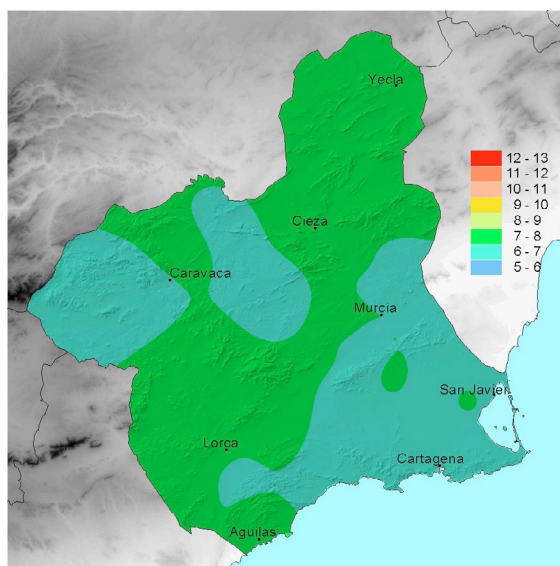 Yecla
12 - 13
11 - 12
10 - 11
9 - 10
8 - 9
7 - 8
6 - 7
5 - 6
Cieza
Caravaca
Murcia
San Javier
Lorca
Cartagena
Aguilas